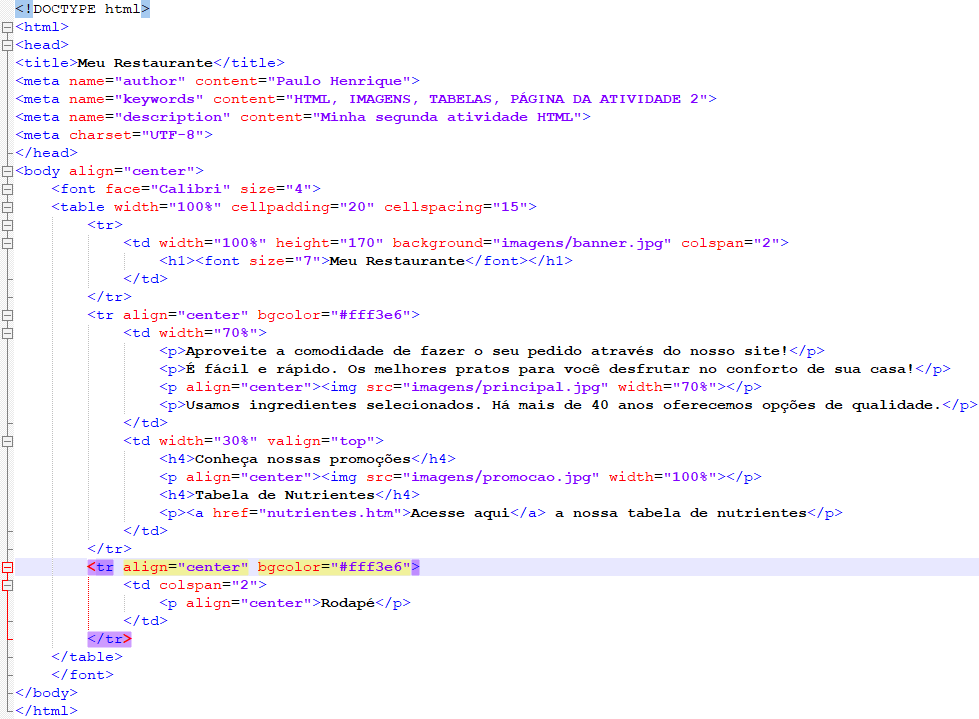 <!DOCTYPE html>
<html>
<head>
<title>Meu Restaurante</title>
<meta name="author" content="Paulo Henrique">
<meta name="keywords" content="HTML, IMAGENS, TABELAS, PÁGINA DA ATIVIDADE 2">
<meta name="description" content="Minha segunda atividade HTML">
<meta charset="UTF-8">
</head>
<body align="center">
    <font face="Calibri" size="4">
    <table width="100%" cellpadding="20" cellspacing="15">
        <tr>
            <td width="100%" height="170" background="imagens/banner.jpg" colspan="2">
                <h1><font size="7">Meu Restaurante</font></h1>
            </td>
        </tr>
        <tr align="center" bgcolor="#fff3e6">
            <td width="70%">
                <p>Aproveite a comodidade de fazer o seu pedido através do nosso site!</p>
                <p>É fácil e rápido. Os melhores pratos para você desfrutar no conforto de sua casa!</p>
                <p align="center"><img src="imagens/principal.jpg" width="70%"></p>
                <p>Usamos ingredientes selecionados. Há mais de 40 anos oferecemos opções de qualidade.</p>
            </td>
            <td width="30%" valign="top">
                <h4>Conheça nossas promoções</h4>
                <p align="center"><img src="imagens/promocao.jpg" width="100%"></p>
                <h4>Tabela de Nutrientes</h4>
                <p><a href="nutrientes.htm">Acesse aqui</a> a nossa tabela de nutrientes</p>
            </td>
        </tr>
        <tr align="center" bgcolor="#fff3e6">
            <td colspan="2">
                <p align="center">Rodapé</p>
            </td>
        </tr>
    </table>
    </font>
</body>
</html>